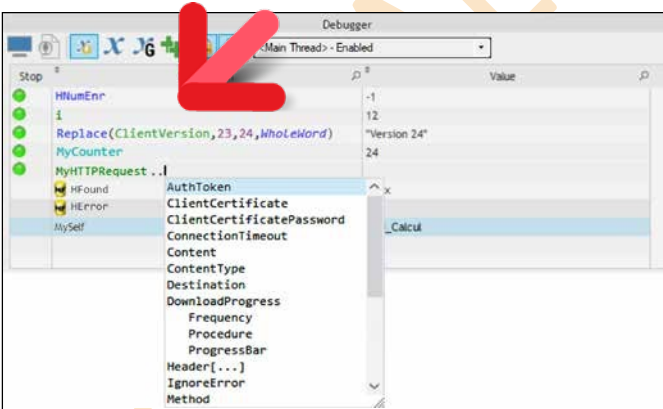 Debugger
<Main Thread> - Enabled
Stop Value
HNumEnr -1
i 12
Replace(ClientVersion,23,24,WholeWord) "Version 24"
MyCounter 24
MyHTTPRequest ..
HFound x
HError
MySelf _Calcul
AuthToken
ClientCertificate
ClientCertificatePassword
ConnectionTimeout
Content
ContentType
Destination
DownloadProgress
Frequency
Procedure
ProgressBar
Header[...]
IgnoreError
Method